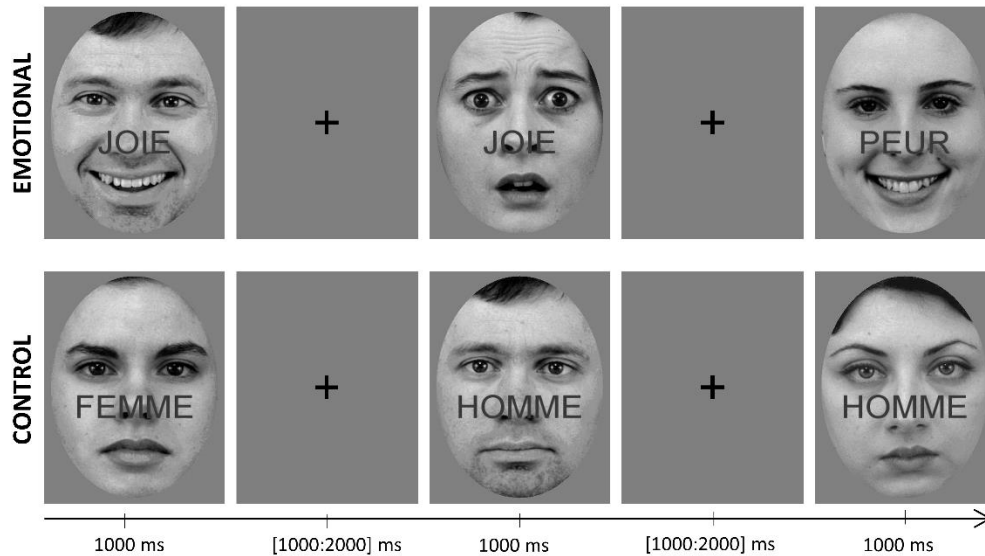 EMOTIONAL
JOIE
+
JOIE
+
PEUR
CONTROL
FEMME
+
HOMME
+
HOMME
1000 ms
[1000:2000] ms
1000 ms
[1000:2000] ms
1000 ms